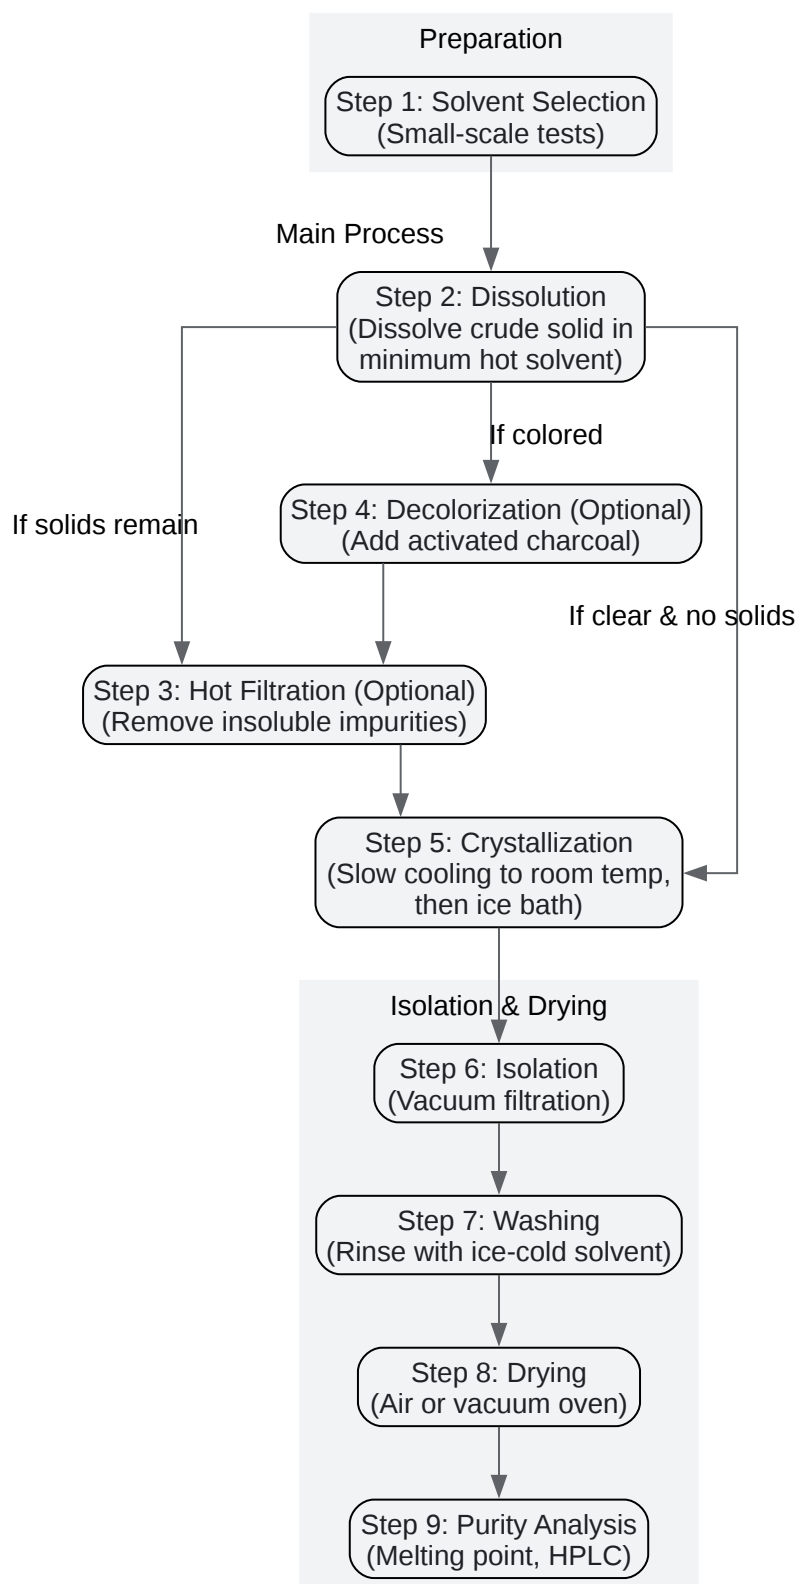 Preparation
Step 1: Solvent Selection
(Small-scale tests)
Main Process
Step 2: Dissolution
(Dissolve crude solid in
minimum hot solvent)
If colored
Step 4: Decolorization (Optional)
(Add activated charcoal)
If solids remain
If clear & no solids
Step 3: Hot Filtration (Optional)
(Remove insoluble impurities)
Step 5: Crystallization
(Slow cooling to room temp,
then ice bath)
Isolation & Drying
Step 6: Isolation
(Vacuum filtration)
Step 7: Washing
(Rinse with ice-cold solvent)
Step 8: Drying
(Air or vacuum oven)
Step 9: Purity Analysis
(Melting point, HPLC)